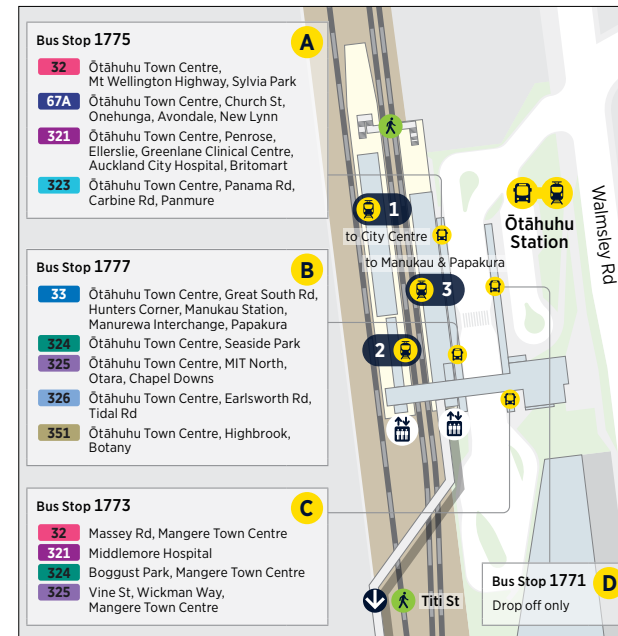 Bus Stop 1775
A
32 Ōtāhuhu Town Centre,
Mt Wellington Highway, Sylvia Park
67A Ōtāhuhu Town Centre, Church St,
Onehunga, Avondale, New Lynn
321 Ōtāhuhu Town Centre, Penrose,
Ellerslie, Greenlane Clinical Centre,
Auckland City Hospital, Britomart
323 Ōtāhuhu Town Centre, Panama Rd,
Carbine Rd, Panmure
Bus Stop 1777
B
33 Ōtāhuhu Town Centre, Great South Rd,
Hunters Corner, Manukau Station,
Manurewa Interchange, Papakura
324 Ōtāhuhu Town Centre, Seaside Park
325 Ōtāhuhu Town Centre, MIT North,
Otara, Chapel Downs
326 Ōtāhuhu Town Centre, Earlsworth Rd,
Tidal Rd
351 Ōtāhuhu Town Centre, Highbrook,
Botany
Bus Stop 1773
C
32 Massey Rd, Mangere Town Centre
321 Middlemore Hospital
324 Boggust Park, Mangere Town Centre
325 Vine St, Wickman Way,
Mangere Town Centre
1
to City Centre
to Manukau & Papakura
3
2
Ōtāhuhu
Station
Walmsley Rd
Titi St
Bus Stop 1771
D
Drop off only